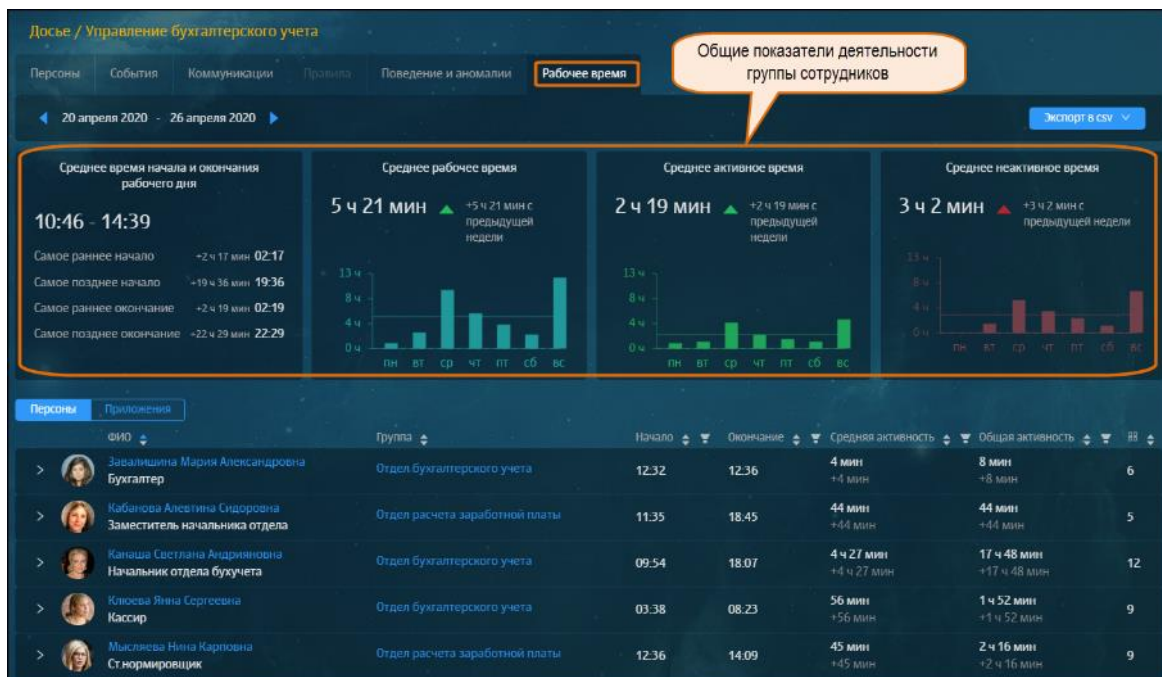 Досье / Управление бухгалтерского учета
Общие показатели деятельности
группы сотрудников
Персоны События Коммуникации Правила Поведение и аномалии Рабочее время
20 апреля 2020 - 26 апреля 2020 Экспорт в csv
Среднее время начала и окончания
рабочего дня
10:46 - 14:39
Самое раннее начало +2 ч 17 мин 02:17
Самое позднее начало +19 ч 36 мин 19:36
Самое раннее окончание +2 ч 19 мин 02:19
Самое позднее окончание +22 ч 29 мин 22:29
Среднее рабочее время
5 ч 21 мин +5 ч 21 мин с
предыдущей
недели
13 ч
8 ч
4 ч
0 ч
пн вт ср чт пт сб вс
Среднее активное время
2 ч 19 мин +2 ч 19 мин с
предыдущей
недели
13 ч
8 ч
4 ч
0 ч
пн вт ср чт пт сб вс
Среднее неактивное время
3 ч 2 мин +3 ч 2 мин с
предыдущей недели
13 ч
8 ч
4 ч
0 ч
пн вт ср чт пт сб вс
Персоны Приложения
ФИО Группа Начало Окончание Средняя активность Общая активность
Завалишина Мария Александровна Отдел бухгалтерского учета 12:32 12:36 4 мин 8 мин 6
Бухгалтер +4 мин +8 мин
Кабанова Алевтина Сидоровна Отдел расчета заработной платы 11:35 18:45 44 мин 44 мин 5
Заместитель начальника отдела +44 мин +44 мин
Канаша Светлана Андрияновна Отдел бухгалтерского учета 09:54 18:07 4 ч 27 мин 17 ч 48 мин 12
Начальник отдела бухучета +4 ч 27 мин +17 ч 48 мин
Клюева Янна Сергеевна Отдел бухгалтерского учета 03:38 08:23 56 мин 1 ч 52 мин 9
Кассир +56 мин +1 ч 52 мин
Мысляева Нина Карповна Отдел расчета заработной платы 12:36 14:09 45 мин 2 ч 16 мин 9
Ст.нормировщик +45 мин +2 ч 16 мин